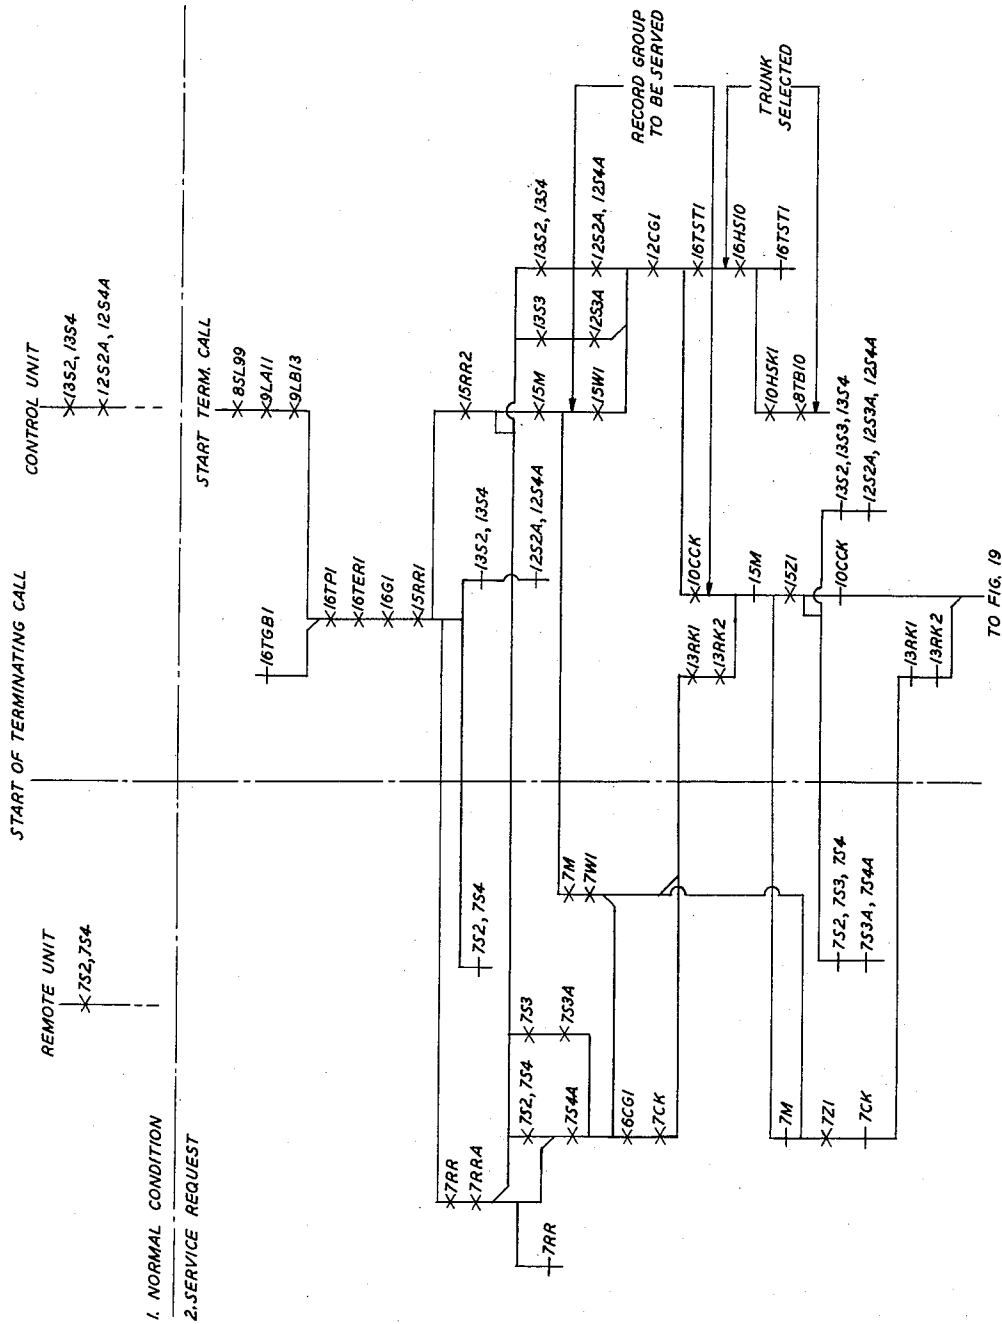 START OF TERMINATING CALL
REMOTE UNIT
CONTROL UNIT
7S2,7S4
13S2, 13S4
12S2A, 12S4A
1. NORMAL CONDITION
2. SERVICE REQUEST
START TERM. CALL
8SL99
9LA11
9LB13
16TGB1
16TP1
16TER1
16G1
15RR1
7RR
7RRA
7RR
7S2, 7S4
13S2, 13S4
12S2A, 12S4A
15RR2
7S2, 7S4
7S4A
7S3
7S3A
15M
15W1
13S3
12S3A
13S2, 13S4
12S2A, 12S4A
RECORD GROUP
TO BE SERVED
7M
7W1
6CG1
7CK
12CG1
16TST1
10CCK
13RK1
13RK2
15M
15Z1
10CCK
16HS10
16TST1
TRUNK
SELECTED
10HSK1
8TB10
7M
7Z1
7CK
7S2, 7S3, 7S4
7S3A, 7S4A
13S2, 13S3, 13S4
12S2A, 12S3A, 12S4A
13RK1
13RK2
TO FIG. 19